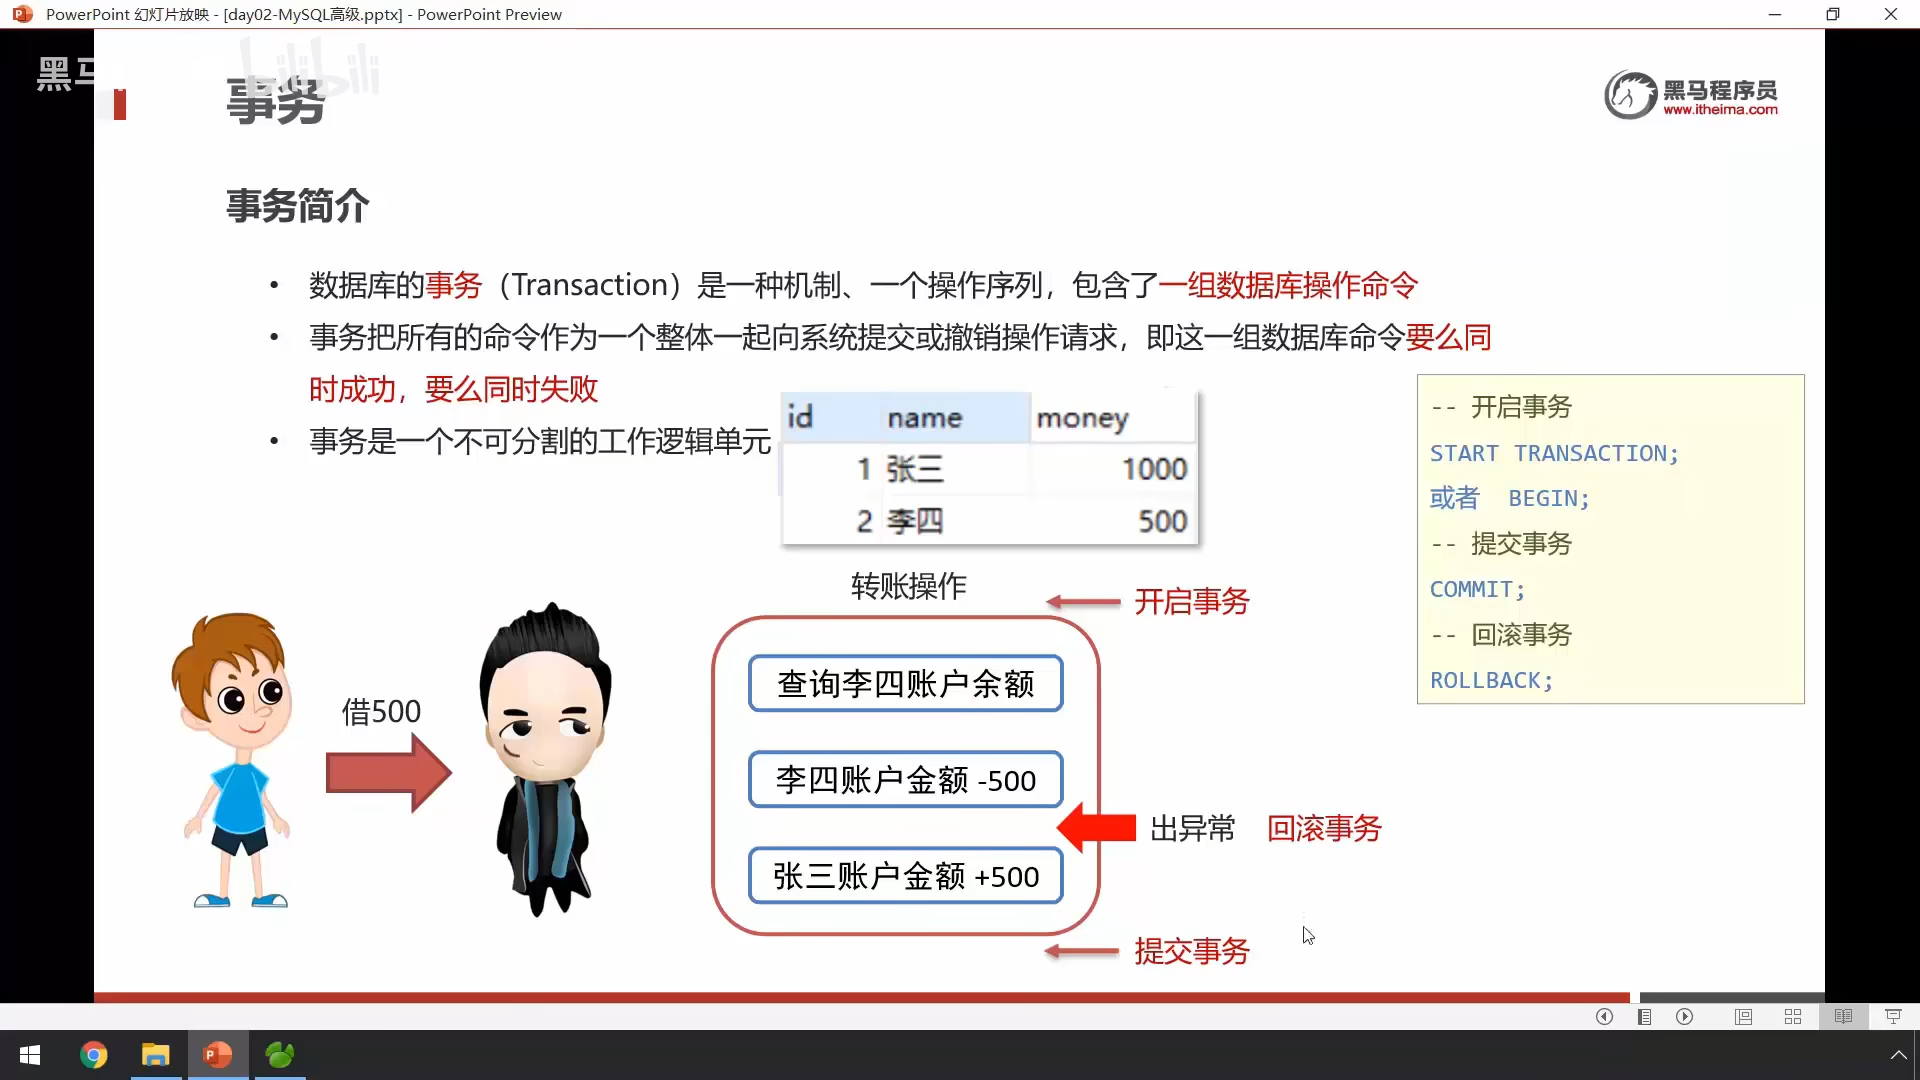 PowerPoint 幻灯片放映 - [day02-MySQL高级.pptx] - PowerPoint Preview
黑马
bilibili
事务
黑马程序员
www.itheima.com
事务简介
• 数据库的事务（Transaction）是一种机制、一个操作序列，包含了一组数据库操作命令
• 事务把所有的命令作为一个整体一起向系统提交或撤销操作请求，即这一组数据库命令要么同
时成功，要么同时失败
• 事务是一个不可分割的工作逻辑单元
id name money
1 张三 1000
2 李四 500
-- 开启事务
START TRANSACTION;
或者 BEGIN;
-- 提交事务
COMMIT;
-- 回滚事务
ROLLBACK;
转账操作
开启事务
查询李四账户余额
借500
李四账户金额 -500
出异常 回滚事务
张三账户金额 +500
提交事务